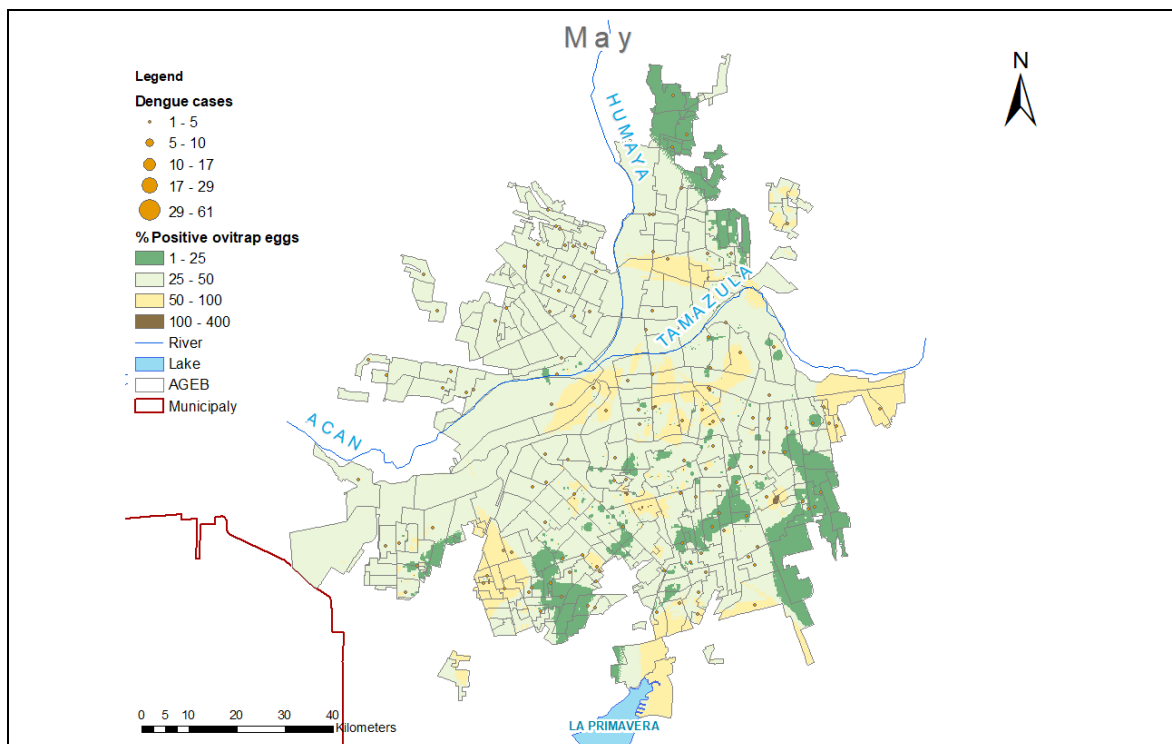 May
N
Legend
Dengue cases
1 - 5
5 - 10
10 - 17
17 - 29
29 - 61
% Positive ovitrap eggs
1 - 25
25 - 50
50 - 100
100 - 400
River
Lake
AGEB
Municipaly
HUMAYA
TAMAZULA
ACAN
LA PRIMAVERA
0 5 10 20 30 40
Kilometers